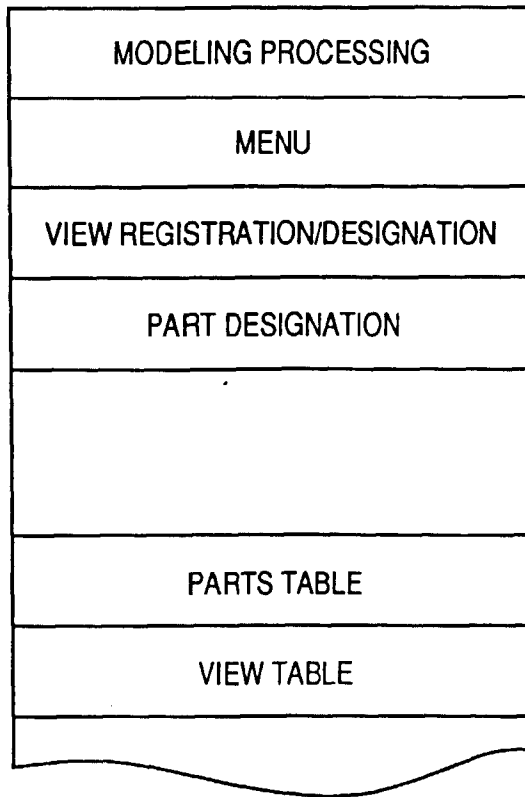 MODELING PROCESSING
MENU
VIEW REGISTRATION/DESIGNATION
PART DESIGNATION
PARTS TABLE
VIEW TABLE